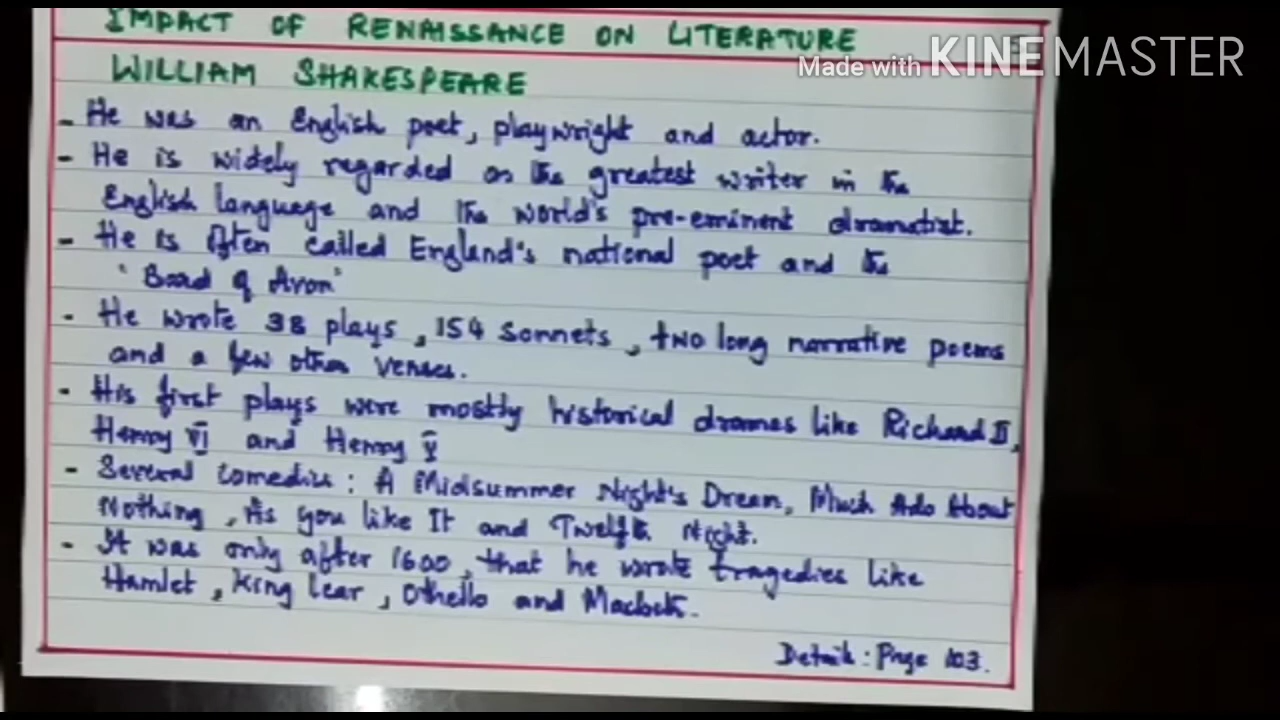 IMPACT OF RENAISSANCE ON LITERATURE
Made with KINEMASTER
WILLIAM SHAKESPEARE
- He was an English poet, playwright and actor.
- He is widely regarded as the greatest writer in the
English language and the world's pre-eminent dramatist.
- He is often called England's national poet and the
'Baad of Avon'
- He wrote 38 plays, 154 sonnets, two long narrative poems
and a few other verses.
- His first plays were mostly historical dramas like Richard II,
Henry VI and Henry V
- Several comedies: A Midsummer Night's Dream, Much Ado About
Nothing, As you like It and Twelfth Night.
- It was only after 1600, that he wrote tragedies like
Hamlet, King Lear, Othello and Macbeth.
Details: Page 103.